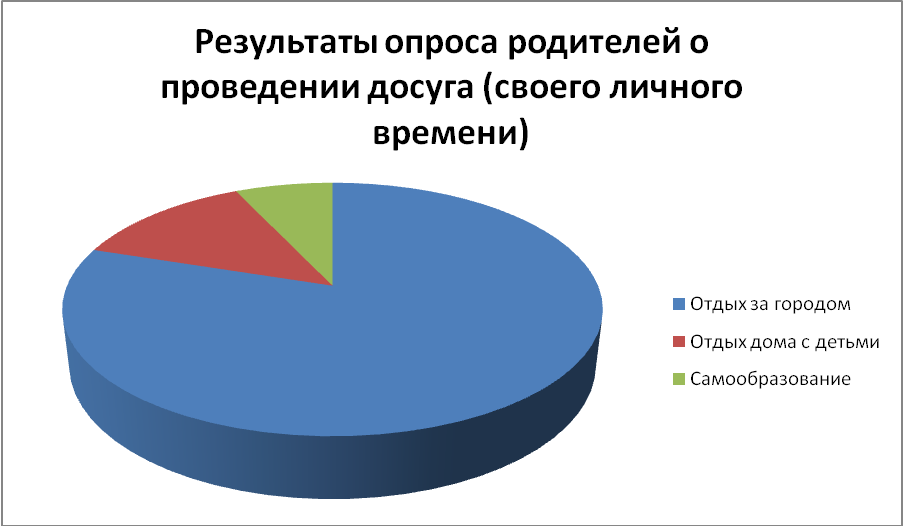 Результаты опроса родителей о
проведении досуга (своего личного
времени)
Отдых за городом
Отдых дома с детьми
Самообразование